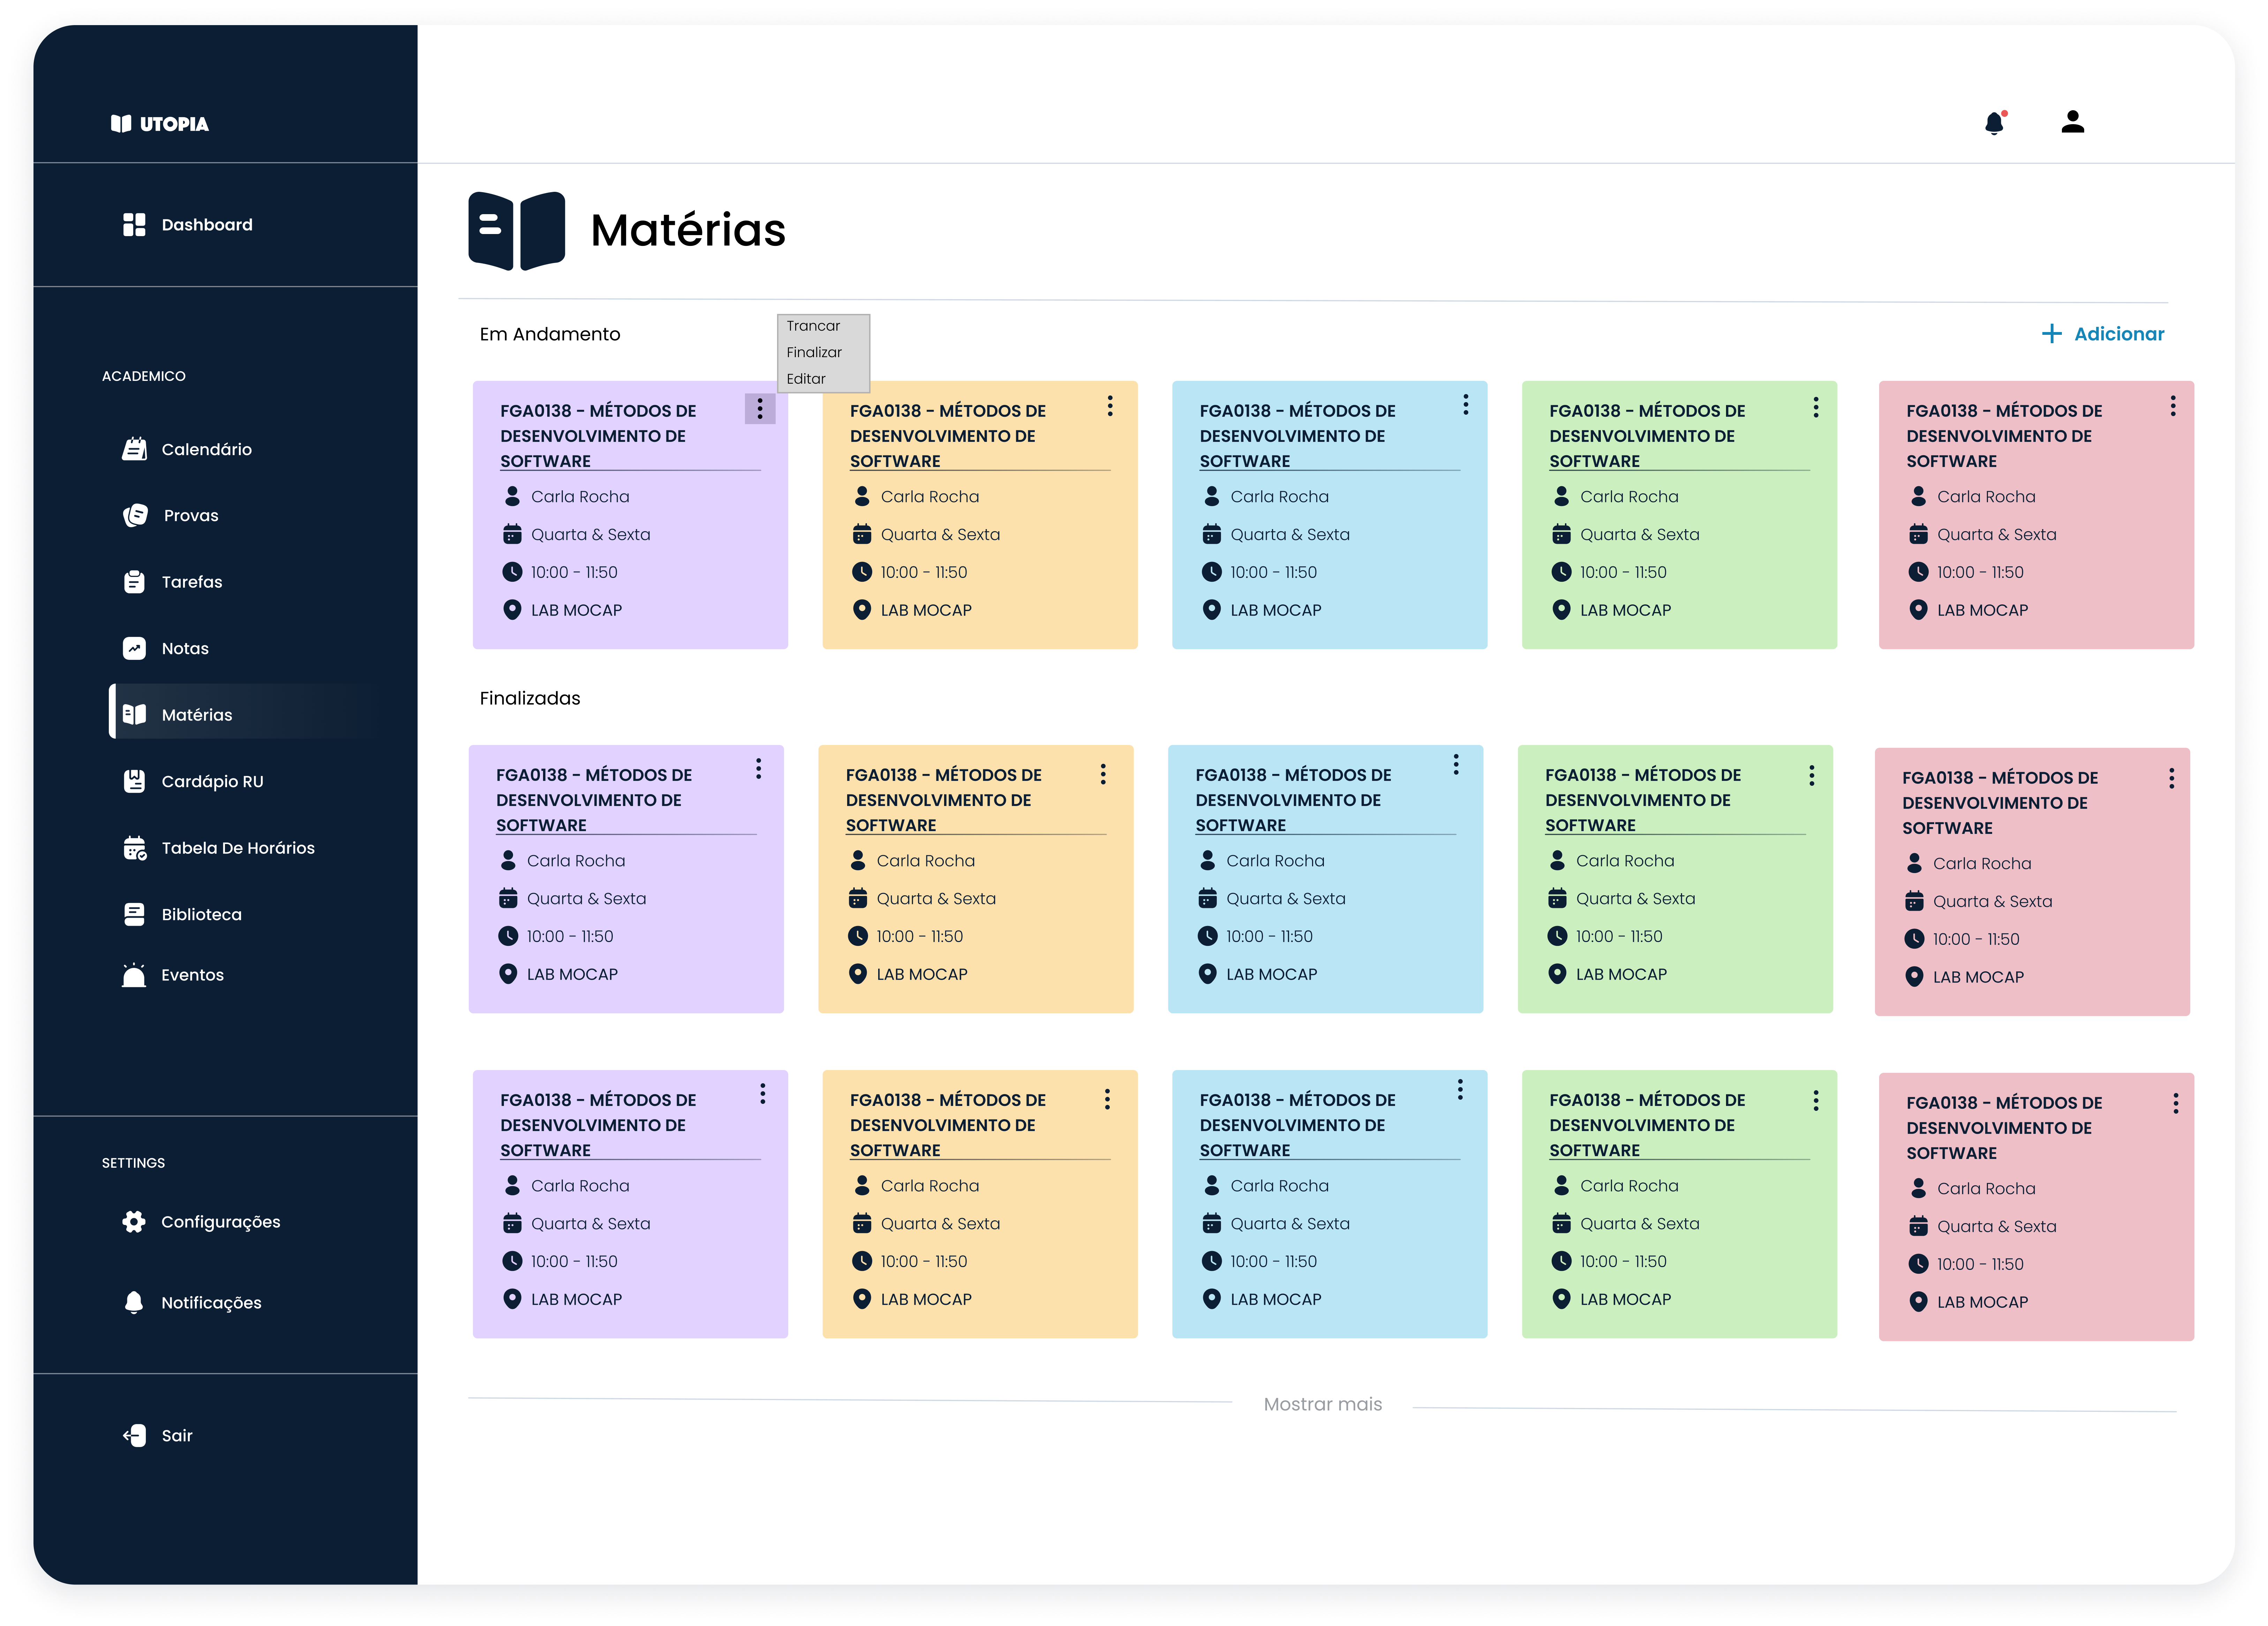 UTOPIA
Dashboard
ACADEMICO
Calendário
Provas
Tarefas
Notas
Matérias
Cardápio RU
Tabela De Horários
Biblioteca
Eventos
SETTINGS
Configurações
Notificações
Sair
Matérias
Em Andamento
Trancar
Finalizar
Editar
Adicionar
FGA0138 - MÉTODOS DE
DESENVOLVIMENTO DE
SOFTWARE
Carla Rocha
Quarta & Sexta
10:00 - 11:50
LAB MOCAP
FGA0138 - MÉTODOS DE
DESENVOLVIMENTO DE
SOFTWARE
Carla Rocha
Quarta & Sexta
10:00 - 11:50
LAB MOCAP
FGA0138 - MÉTODOS DE
DESENVOLVIMENTO DE
SOFTWARE
Carla Rocha
Quarta & Sexta
10:00 - 11:50
LAB MOCAP
FGA0138 - MÉTODOS DE
DESENVOLVIMENTO DE
SOFTWARE
Carla Rocha
Quarta & Sexta
10:00 - 11:50
LAB MOCAP
FGA0138 - MÉTODOS DE
DESENVOLVIMENTO DE
SOFTWARE
Carla Rocha
Quarta & Sexta
10:00 - 11:50
LAB MOCAP
Finalizadas
FGA0138 - MÉTODOS DE
DESENVOLVIMENTO DE
SOFTWARE
Carla Rocha
Quarta & Sexta
10:00 - 11:50
LAB MOCAP
FGA0138 - MÉTODOS DE
DESENVOLVIMENTO DE
SOFTWARE
Carla Rocha
Quarta & Sexta
10:00 - 11:50
LAB MOCAP
FGA0138 - MÉTODOS DE
DESENVOLVIMENTO DE
SOFTWARE
Carla Rocha
Quarta & Sexta
10:00 - 11:50
LAB MOCAP
FGA0138 - MÉTODOS DE
DESENVOLVIMENTO DE
SOFTWARE
Carla Rocha
Quarta & Sexta
10:00 - 11:50
LAB MOCAP
FGA0138 - MÉTODOS DE
DESENVOLVIMENTO DE
SOFTWARE
Carla Rocha
Quarta & Sexta
10:00 - 11:50
LAB MOCAP
FGA0138 - MÉTODOS DE
DESENVOLVIMENTO DE
SOFTWARE
Carla Rocha
Quarta & Sexta
10:00 - 11:50
LAB MOCAP
FGA0138 - MÉTODOS DE
DESENVOLVIMENTO DE
SOFTWARE
Carla Rocha
Quarta & Sexta
10:00 - 11:50
LAB MOCAP
FGA0138 - MÉTODOS DE
DESENVOLVIMENTO DE
SOFTWARE
Carla Rocha
Quarta & Sexta
10:00 - 11:50
LAB MOCAP
FGA0138 - MÉTODOS DE
DESENVOLVIMENTO DE
SOFTWARE
Carla Rocha
Quarta & Sexta
10:00 - 11:50
LAB MOCAP
FGA0138 - MÉTODOS DE
DESENVOLVIMENTO DE
SOFTWARE
Carla Rocha
Quarta & Sexta
10:00 - 11:50
LAB MOCAP
Mostrar mais